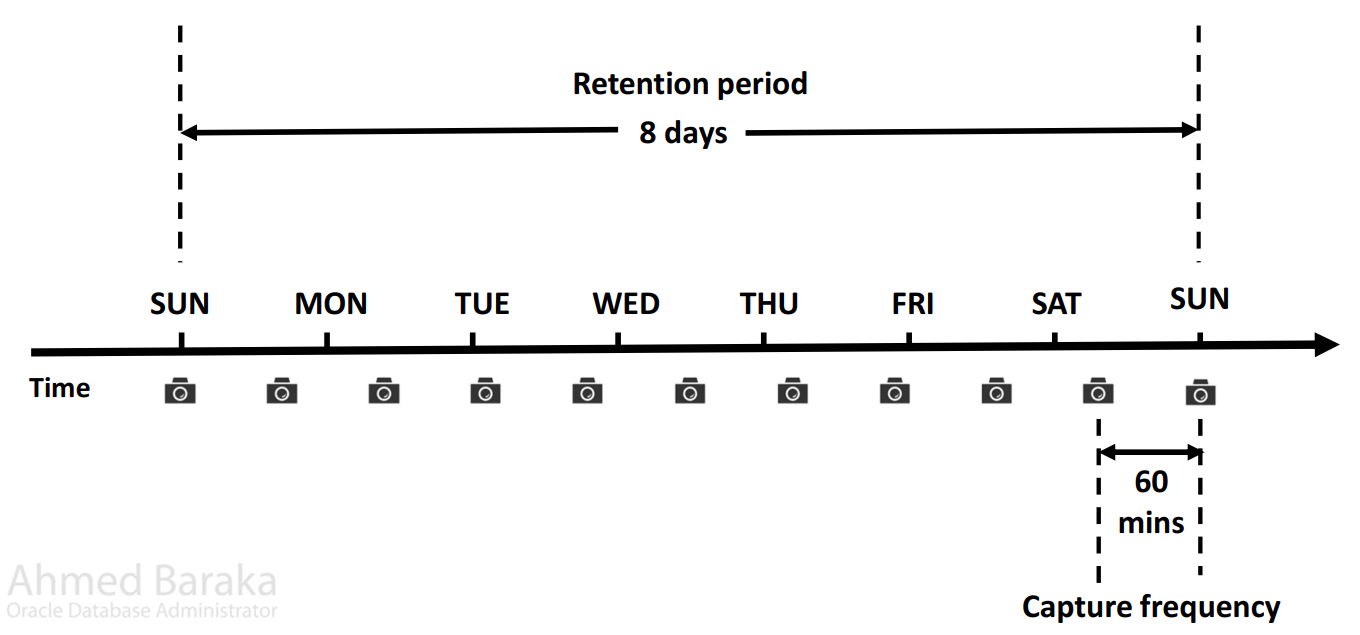 Retention period
8 days
SUN MON TUE WED THU FRI SAT SUN
Time
60
mins
Capture frequency
Ahmed Baraka
Oracle Database Administrator